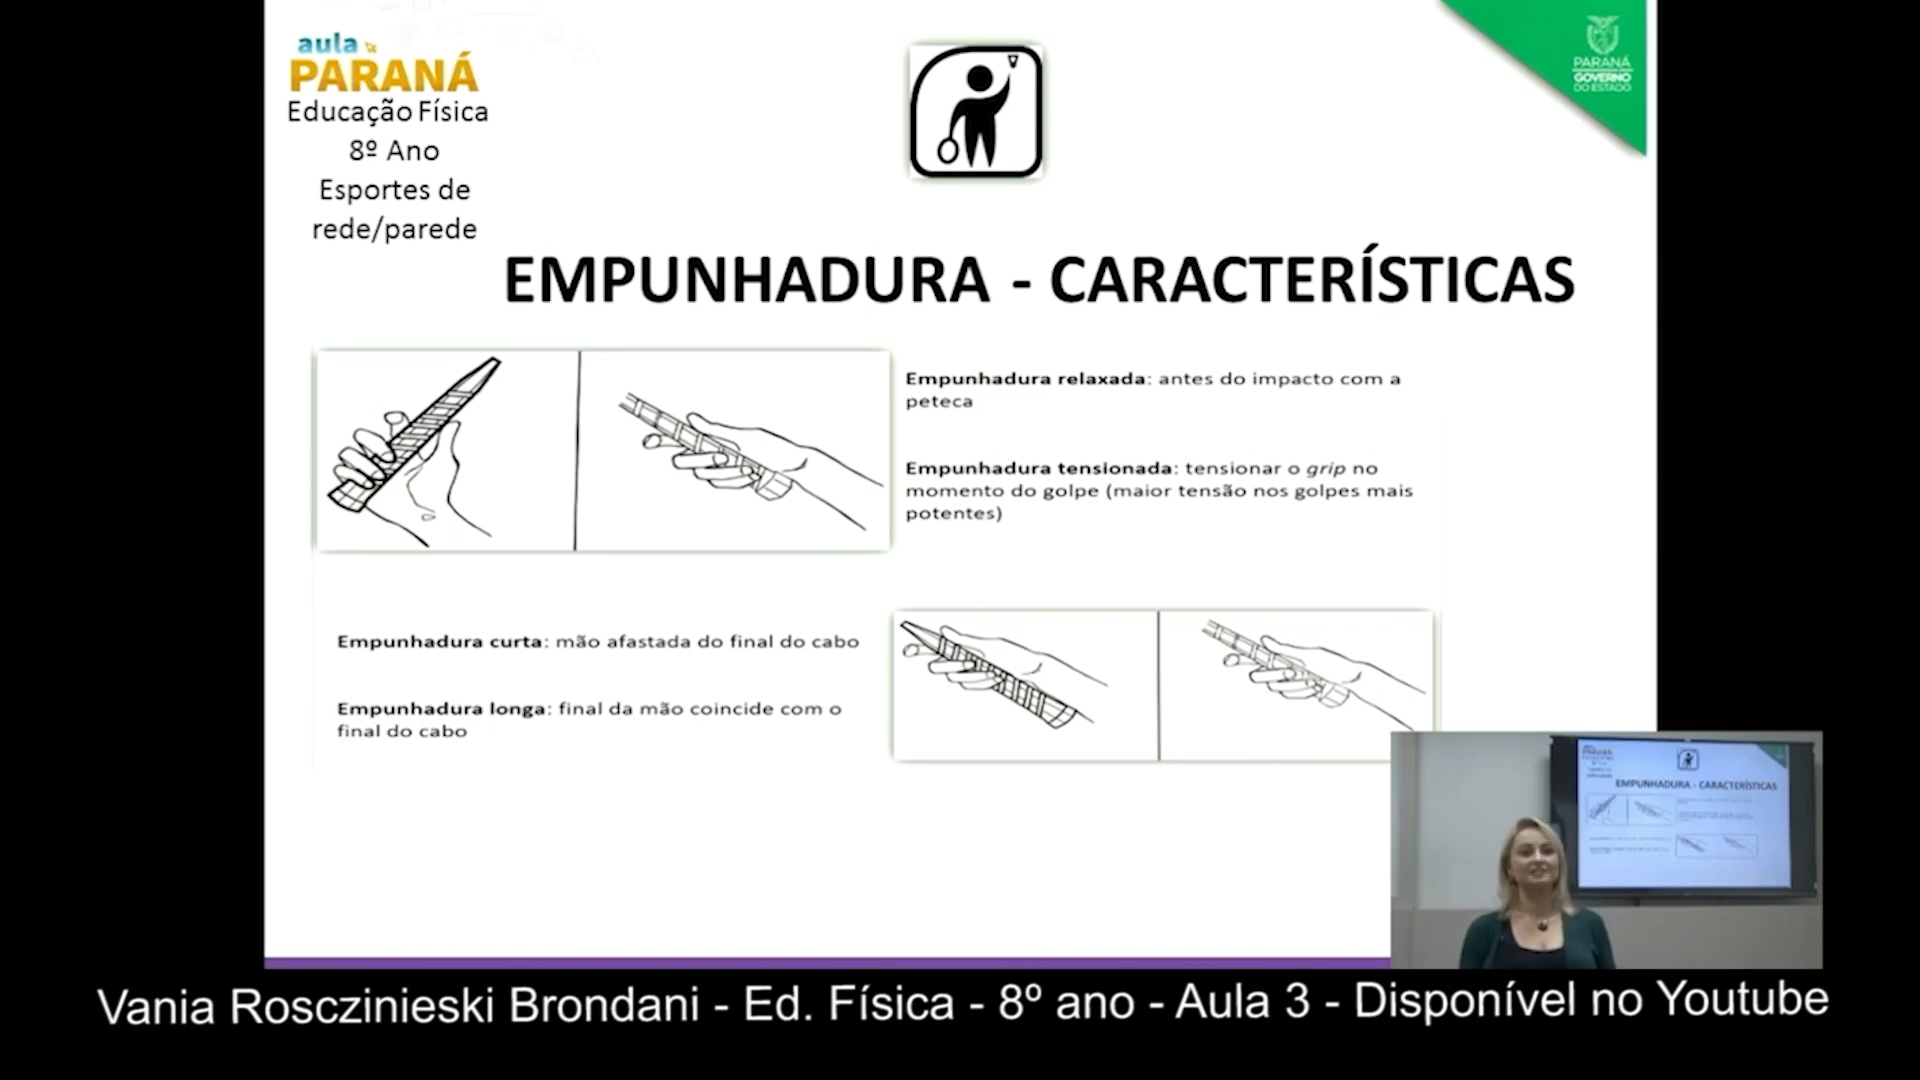 aula
PARANÁ
Educação Física
8º Ano
Esportes de
rede/parede
PARANÁ
GOVERNO
DO ESTADO
EMPUNHADURA - CARACTERÍSTICAS
Empunhadura relaxada: antes do impacto com a
peteca
Empunhadura tensionada: tensionar o grip no
momento do golpe (maior tensão nos golpes mais
potentes)
Empunhadura curta: mão afastada do final do cabo
Empunhadura longa: final da mão coincide com o
final do cabo
EMPUNHADURA - CARACTERÍSTICAS
Vania Rosczinieski Brondani - Ed. Física - 8º ano - Aula 3 - Disponível no Youtube